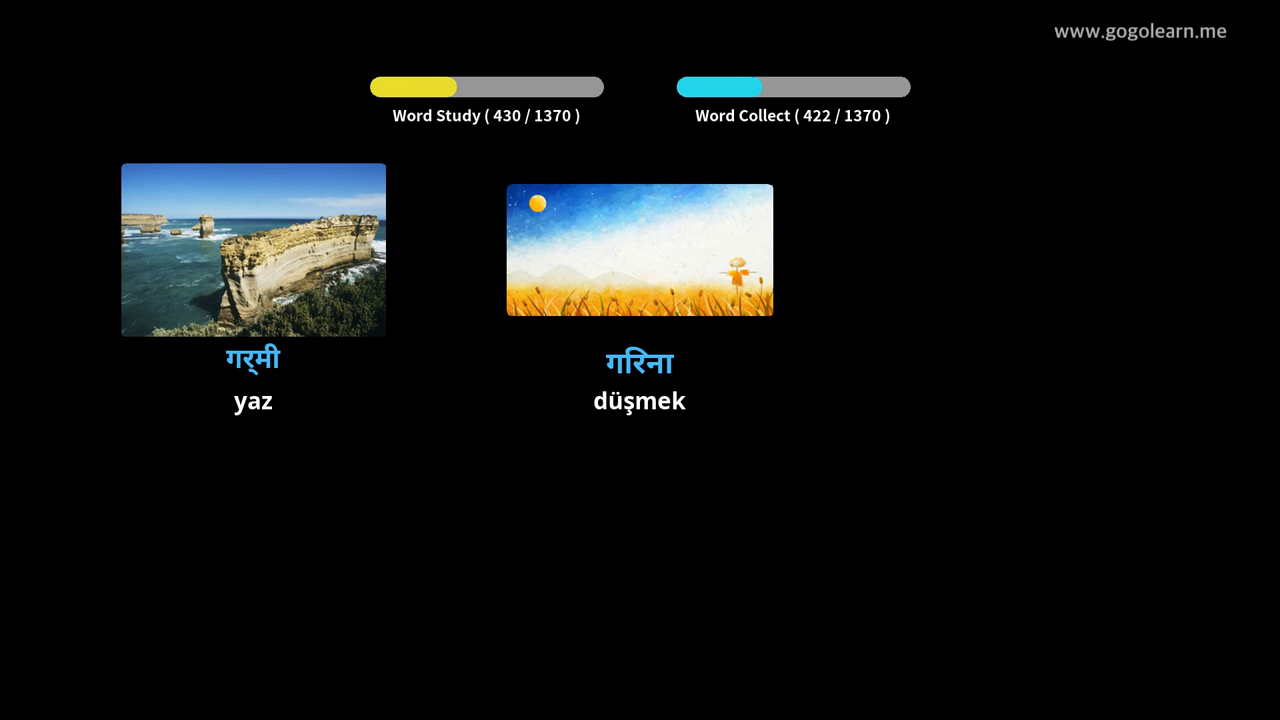 www.gogolearn.me
Word Study ( 430 / 1370 )
Word Collect ( 422 / 1370 )
गर्‌मी
गरिना
yaz
düşmek